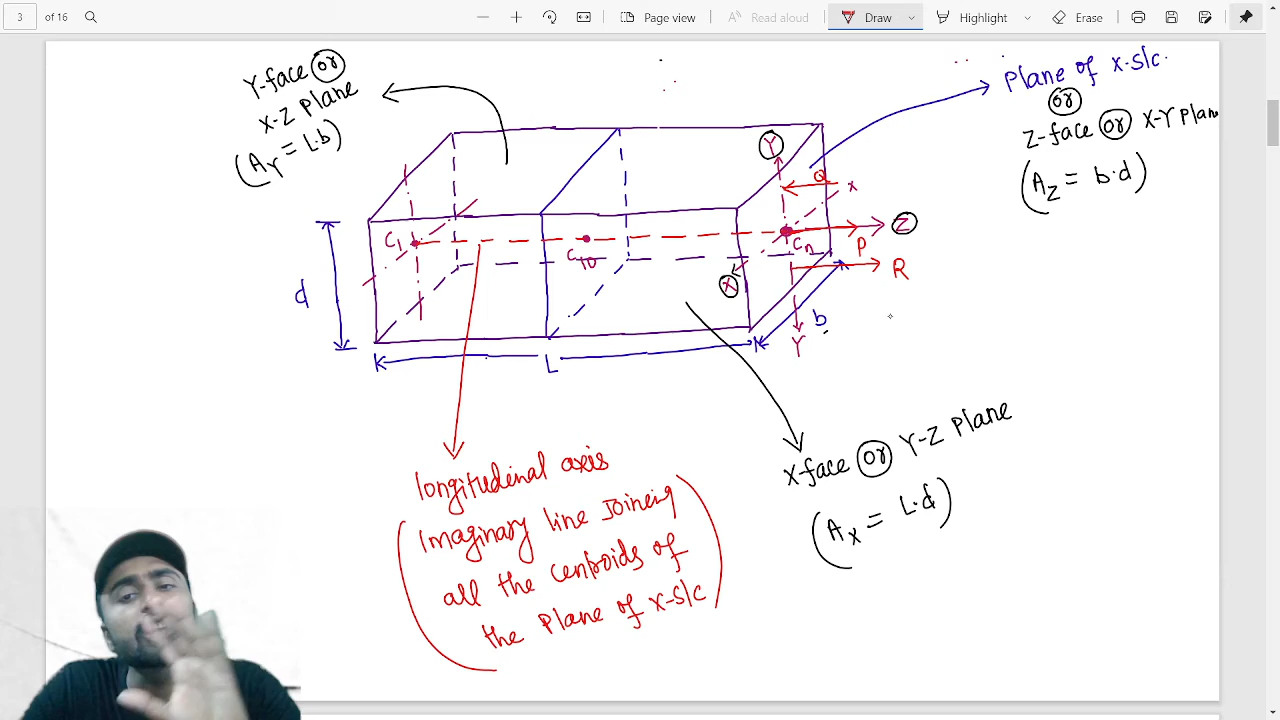 3 of 16
Page view
Read aloud
Draw
Highlight
Erase
Y-face or
X-Z Plane
(AY = L·b)
Plane of X-S/c.
or
Z-face or X-Y Plan
(AZ = b·d)
Y
Q
X
C1
C10
Cn
Z
P
X
R
d
b
Y
L
Longitudenal axis
(Imaginary line Joining
all the centroids of
the Plane of X-S/c)
X-face or Y-Z Plane
(AX = L·d)